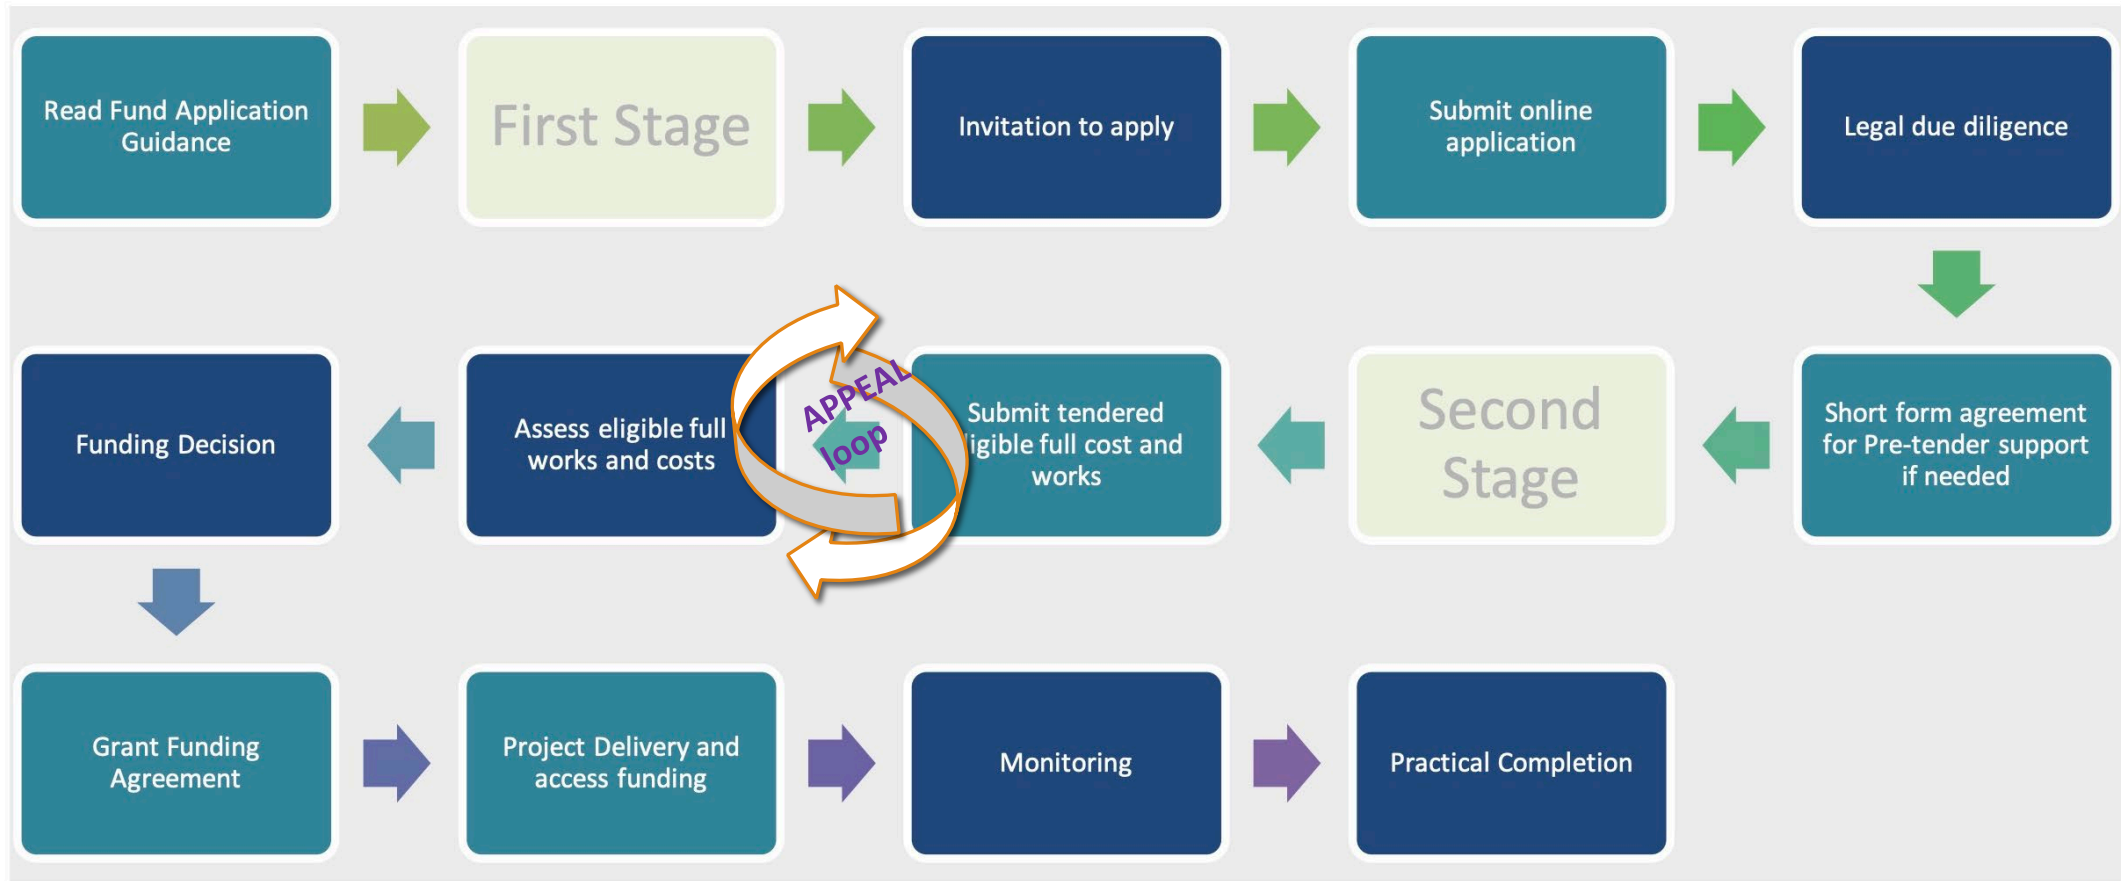 Read Fund Application
Guidance
First Stage
Invitation to apply
Submit online
application
Legal due diligence
Short form agreement
for Pre-tender support
if needed
Second
Stage
Submit tendered
eligible full cost and
works
APPEAL
loop
Assess eligible full
works and costs
Funding Decision
Grant Funding
Agreement
Project Delivery and
access funding
Monitoring
Practical Completion